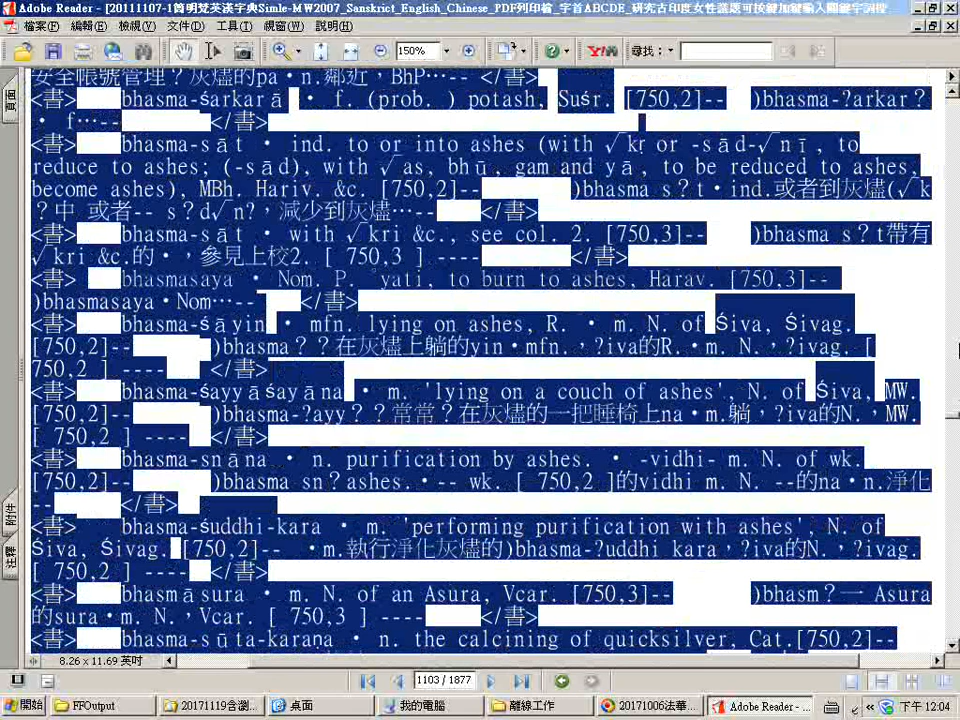 Adobe Reader - [20111107-1簡明梵英漢字典Simle-MW2007_Sanskrict_English_Chinese_PDF列印檔_字首ABCDE_研究古印度女性議題可按鍵加鍵輸入關鍵字詞控
檔案(F) 編輯(E) 檢視(V) 文件(D) 工具(T) 視窗(W) 說明(H)
150% Y! 尋找：
安全帳號管理？灰燼的pa‧n.鄰近，BhP…-- </書>
<書> bhasma-śarkarā ‧ f. (prob. ) potash, Suśr. [750,2]-- )bhasma-?arkar？
‧ f…-- </書>
<書> bhasma-sāt ‧ ind. to or into ashes (with √kṛ or -sād-√nī, to
reduce to ashes; (-sād), with √as, bhū, gam and yā, to be reduced to ashes,
become ashes), MBh. Hariv. &c. [750,2]-- )bhasma s？t‧ind.或者到灰燼(√k
？中 或者-- s？d√n?，減少到灰燼…-- </書>
<書> bhasma-sāt ‧ with √kri &c., see col. 2. [750,3]-- )bhasma s？t帶有
√kri &c.的‧，參見上校2. [ 750,3 ] ---- </書>
<書> bhasmasaya ‧ Nom. P. ˚yati, to burn to ashes, Harav. [750,3]--
)bhasmasaya‧Nom…-- </書>
<書> bhasma-śāyin ‧ mfn. lying on ashes, R. ‧ m. N. of Śiva, Śivag.
[750,2]-- )bhasma？？在灰燼上躺的yin‧mfn.，?iva的R.‧m. N.，?ivag. [
750,2 ] ---- </書>
<書> bhasma-śayyāśayāna ‧ m. 'lying on a couch of ashes', N. of Śiva, MW.
[750,2]-- )bhasma-?ayy？？常常？在灰燼的一把睡椅上na‧m.躺，?iva的N.，MW.
[ 750,2 ] ---- </書>
<書> bhasma-snāna ‧ n. purification by ashes. ‧ -vidhi- m. N. of wk.
[750,2]-- )bhasma sn？ashes.‧-- wk. [ 750,2 ]的vidhi m. N. --的na‧n.淨化
-- </書>
<書> bhasma-śuddhi-kara ‧ m. 'performing purification with ashes', N. of
Śiva, Śivag. [750,2]-- ‧m.執行淨化灰燼的)bhasma-?uddhi kara，?iva的N.，?ivag.
[ 750,2 ] ---- </書>
<書> bhasmāsura ‧ m. N. of an Asura, Vcar. [750,3]-- )bhasm？一 Asura
的sura‧m. N.，Vcar. [ 750,3 ] ---- </書>
<書> bhasma-sūta-karaṇa ‧ n. the calcining of quicksilver, Cat.[750,2]--
頁面
附件
注釋
8.26 x 11.69 英吋
1103 / 1877
開始 FFOutput 20171119含瀏... 桌面 我的電腦 離線工作 20171006法華... Adobe Reader - ... 下午 12:04